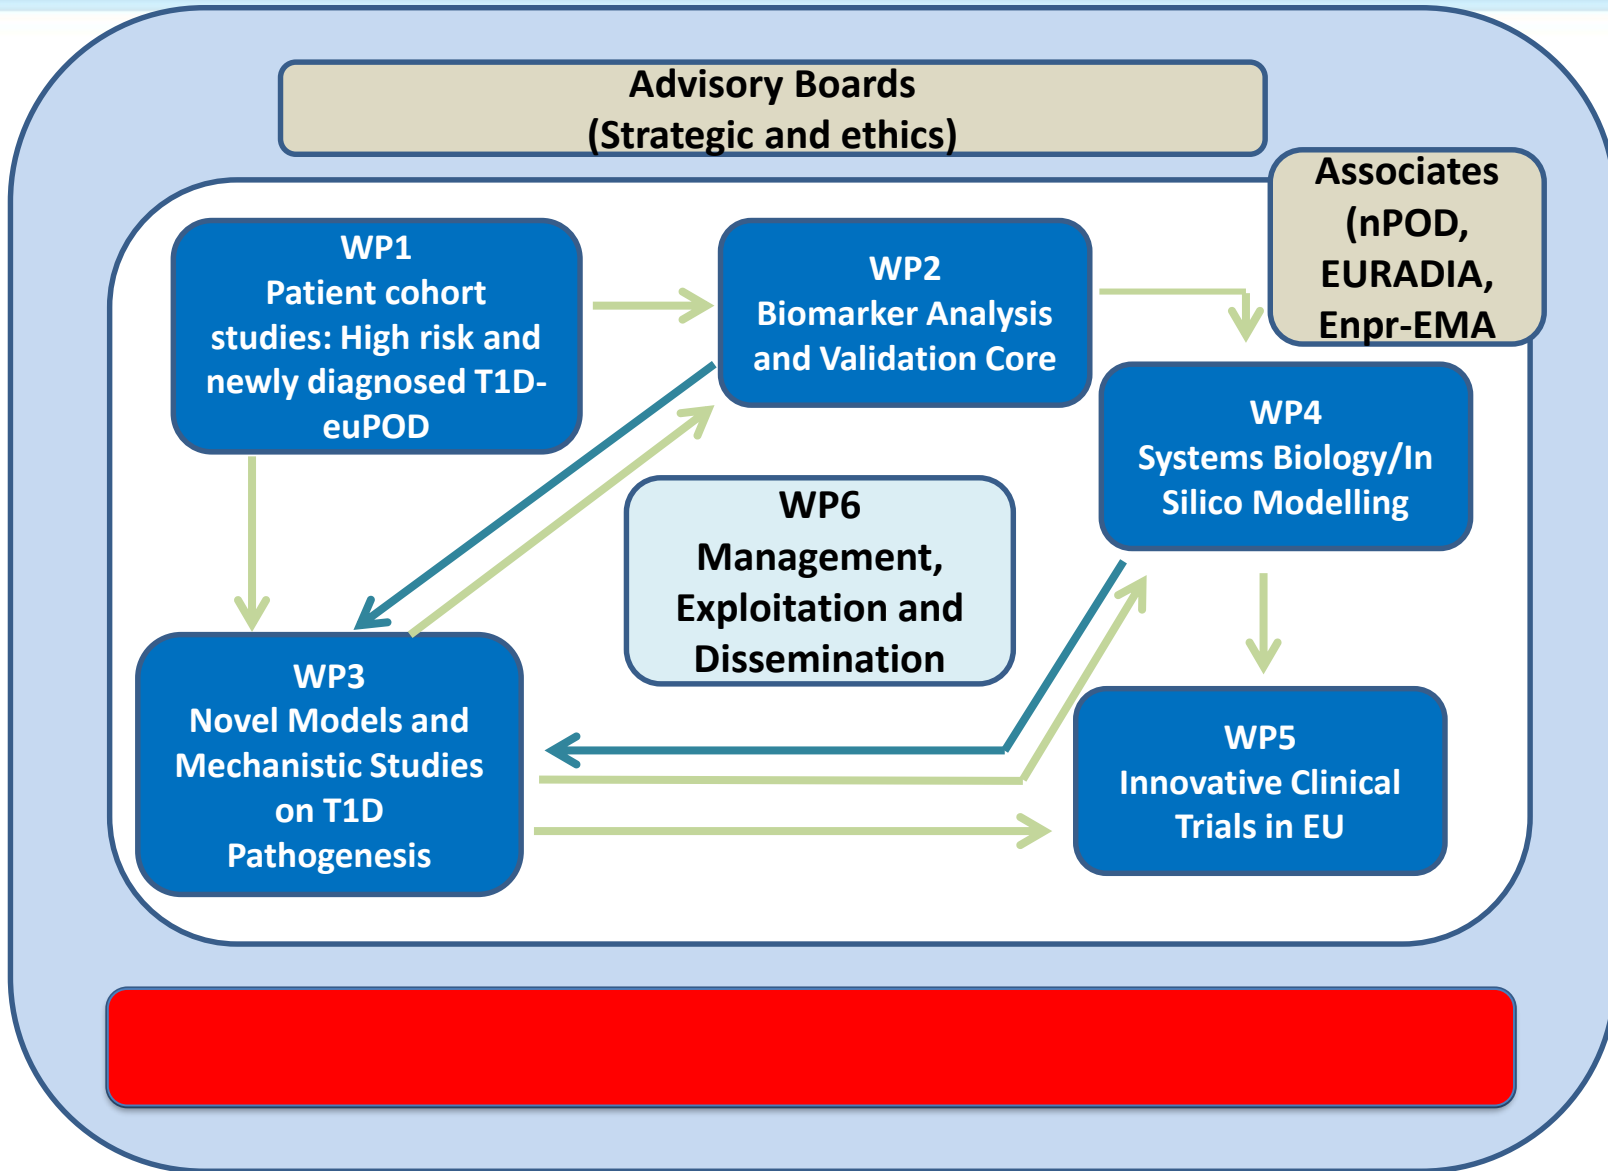 Advisory Boards
(Strategic and ethics)
Associates
(nPOD,
EURADIA,
Enpr-EMA
WP1
Patient cohort
studies: High risk and
newly diagnosed T1D-
euPOD
WP2
Biomarker Analysis
and Validation Core
WP4
Systems Biology/In
Silico Modelling
WP6
Management,
Exploitation and
Dissemination
WP3
Novel Models and
Mechanistic Studies
on T1D
Pathogenesis
WP5
Innovative Clinical
Trials in EU